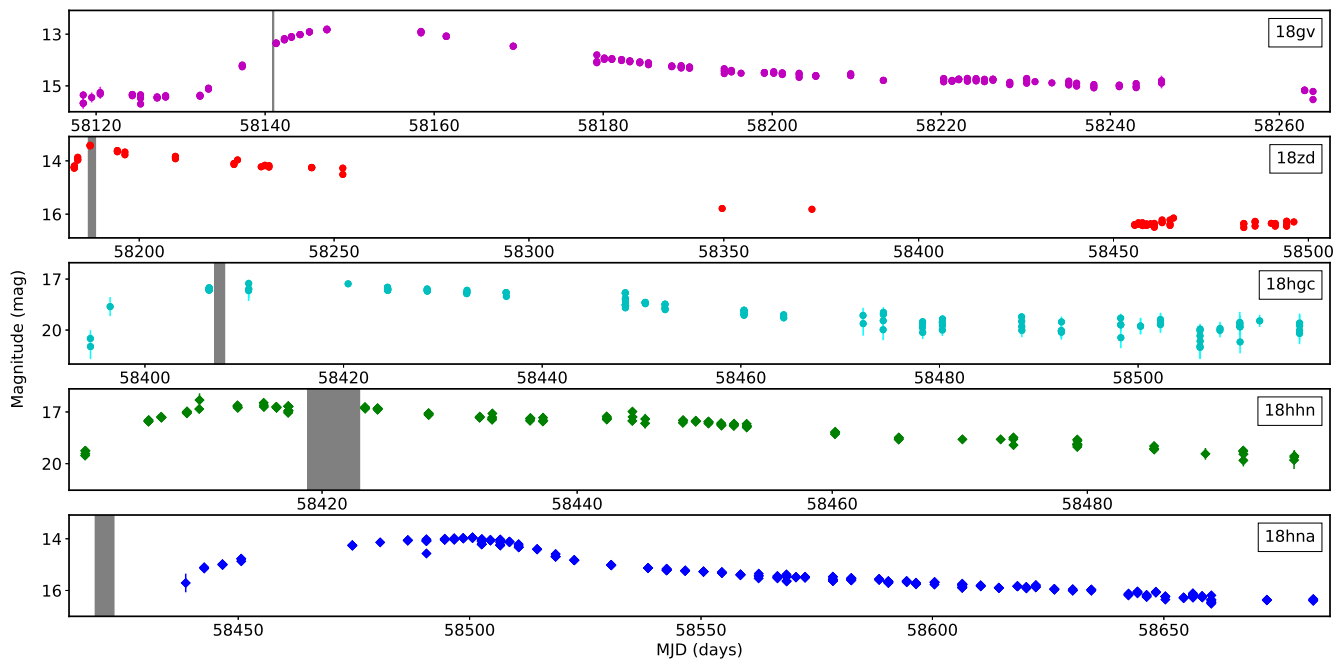 18gv
13
15
58120 58140 58160 58180 58200 58220 58240 58260
18zd
14
16
58200 58250 58300 58350 58400 58450 58500
18hgc
17
20
58400 58420 58440 58460 58480 58500
Magnitude (mag)
18hhn
17
20
58420 58440 58460 58480
18hna
14
16
58450 58500 58550 58600 58650
MJD (days)